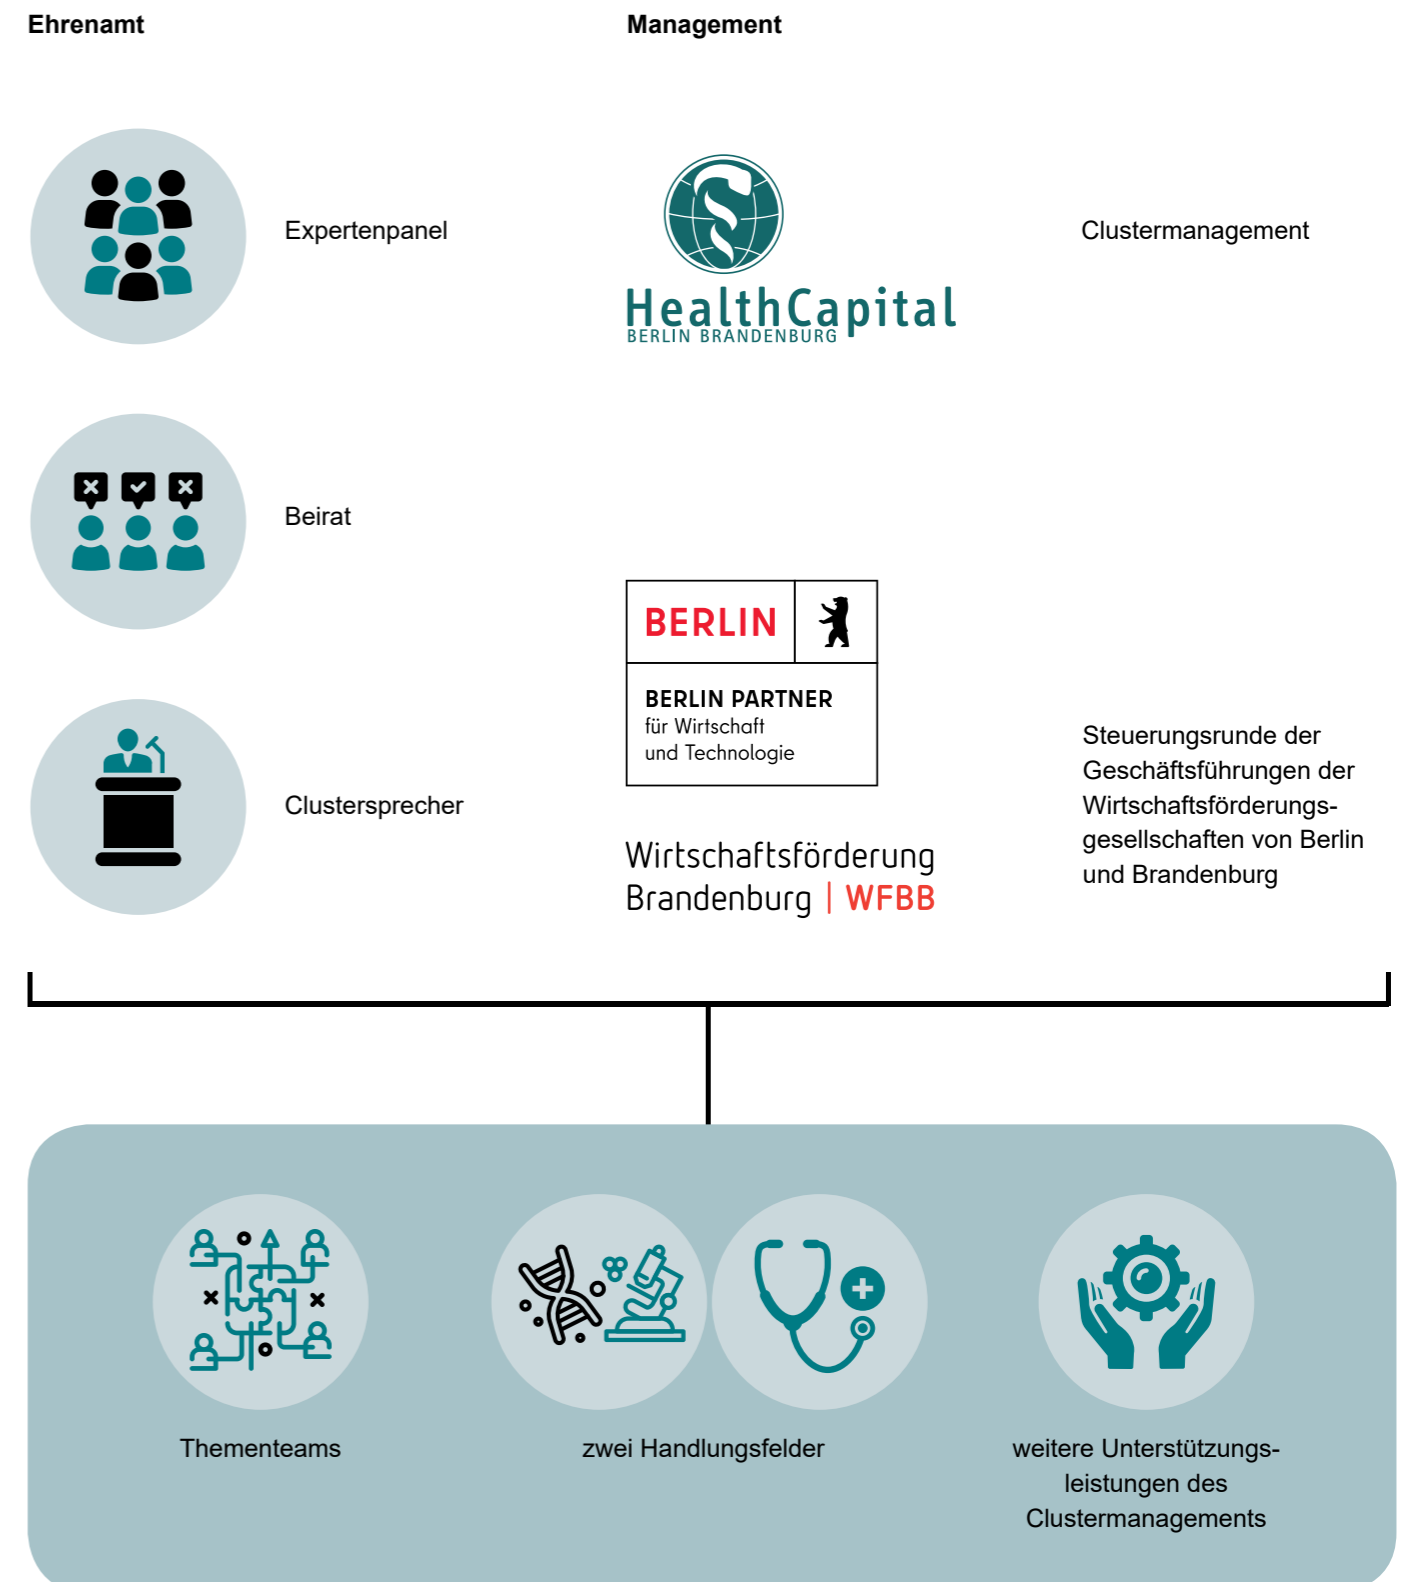 Ehrenamt
Management
Expertenpanel
HealthCapital
BERLIN BRANDENBURG
Clustermanagement
Beirat
BERLIN
BERLIN PARTNER
für Wirtschaft
und Technologie
Clustersprecher
Wirtschaftsförderung
Brandenburg | WFBB
Steuerungsrunde der
Geschäftsführungen der
Wirtschaftsförderungs-
gesellschaften von Berlin
und Brandenburg
Thementeams
zwei Handlungsfelder
weitere Unterstützungs-
leistungen des
Clustermanagements